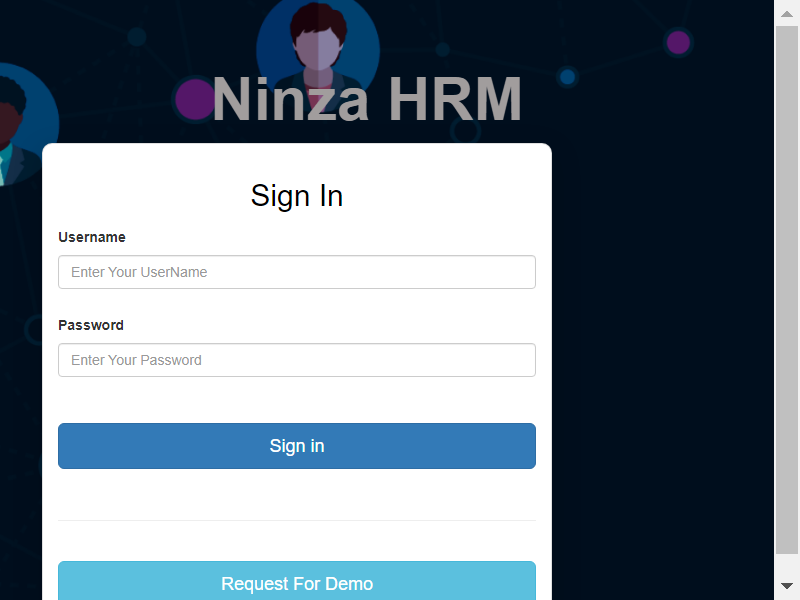 Ninza HRM
Sign In
Username
Enter Your UserName
Password
Enter Your Password
Sign in
Request For Demo